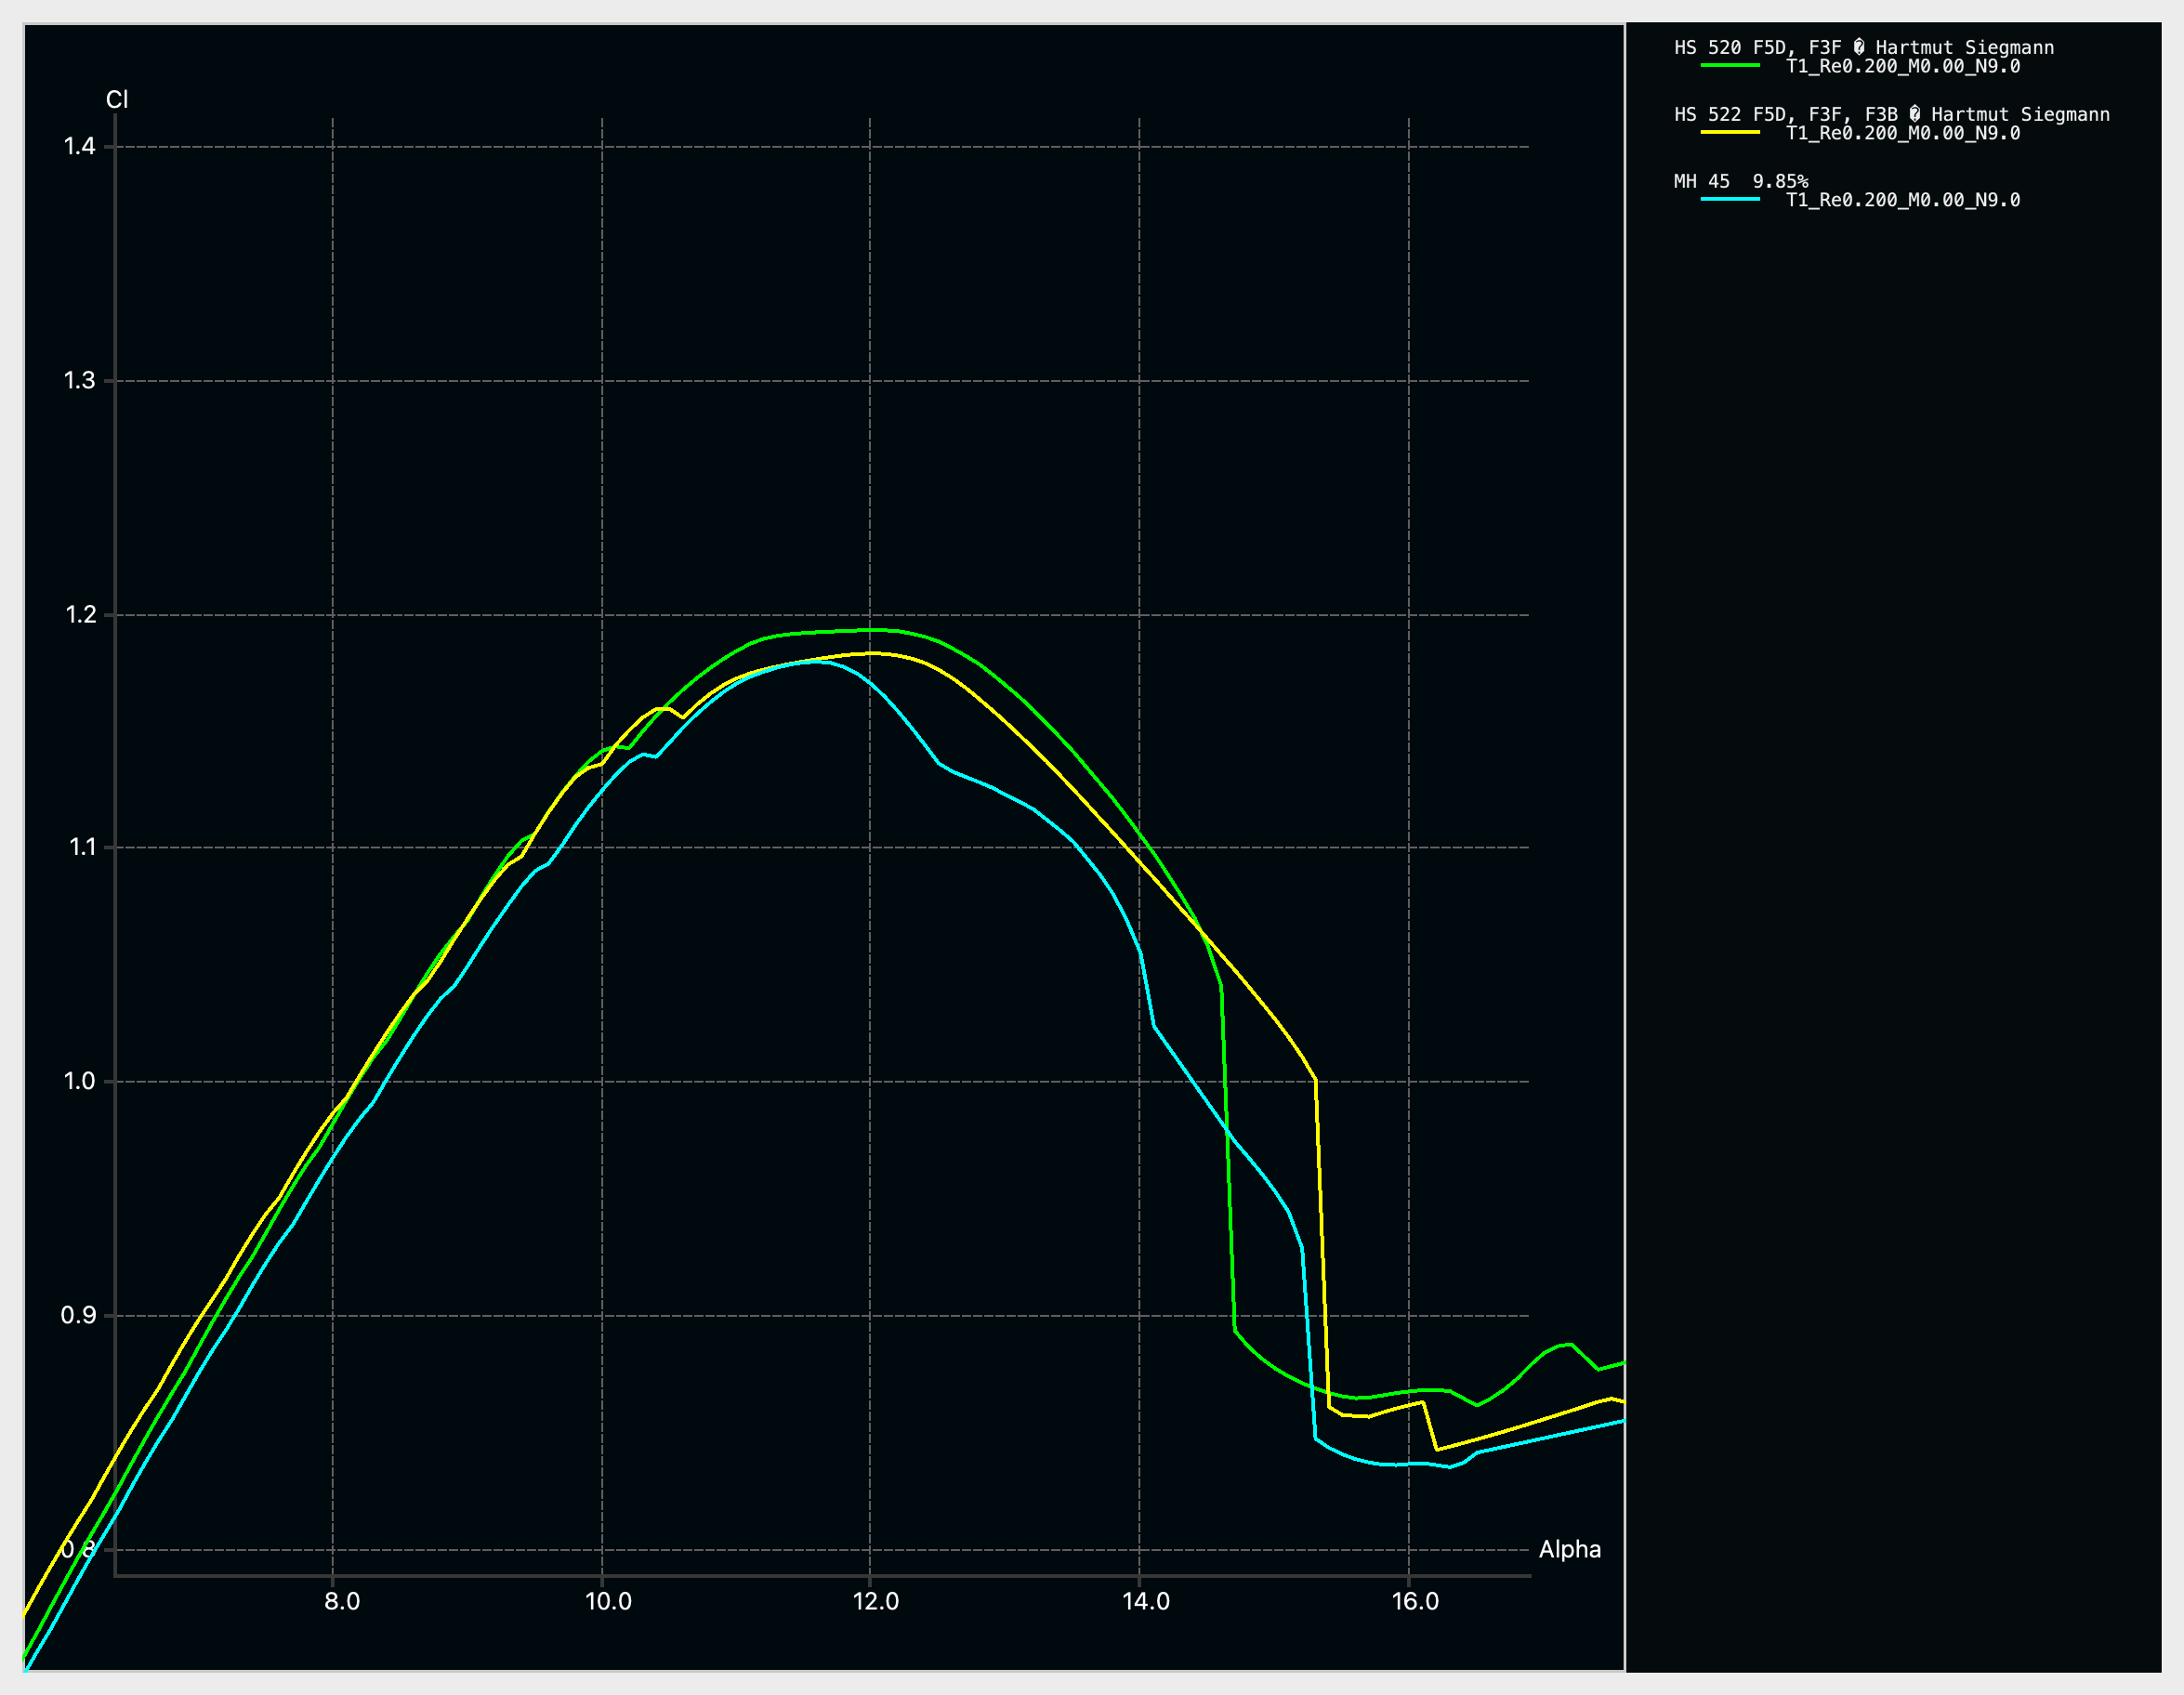 HS 520 F5D, F3F � Hartmut Siegmann
T1_Re0.200_M0.00_N9.0
HS 522 F5D, F3F, F3B � Hartmut Siegmann
T1_Re0.200_M0.00_N9.0
MH 45  9.85%
T1_Re0.200_M0.00_N9.0
Cl
1.4
1.3
1.2
1.1
1.0
0.9
0.8
Alpha
8.0 10.0 12.0 14.0 16.0